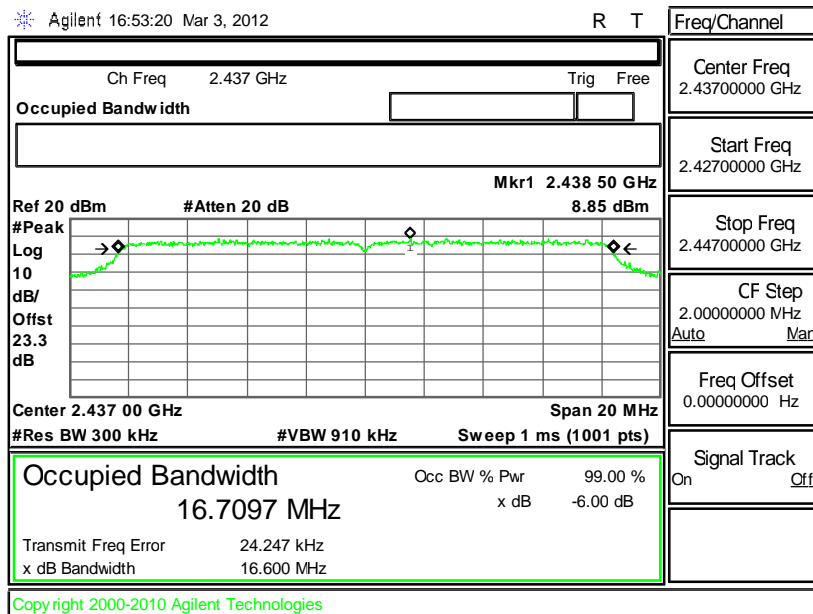 Agilent 16:53:20 Mar 3, 2012 R T
Ch Freq 2.437 GHz Trig Free
Occupied Bandwidth
Mkr1 2.438 50 GHz
Ref 20 dBm #Atten 20 dB 8.85 dBm
#Peak
Log
10
dB/
Offst
23.3
dB
Center 2.437 00 GHz Span 20 MHz
#Res BW 300 kHz #VBW 910 kHz Sweep 1 ms (1001 pts)
Occupied Bandwidth
16.7097 MHz
Occ BW % Pwr 99.00 %
x dB -6.00 dB
Transmit Freq Error 24.247 kHz
x dB Bandwidth 16.600 MHz
Copyright 2000-2010 Agilent Technologies
Freq/Channel
Center Freq
2.43700000 GHz
Start Freq
2.42700000 GHz
Stop Freq
2.44700000 GHz
CF Step
2.00000000 MHz
Auto Man
Freq Offset
0.00000000 Hz
Signal Track
On Off